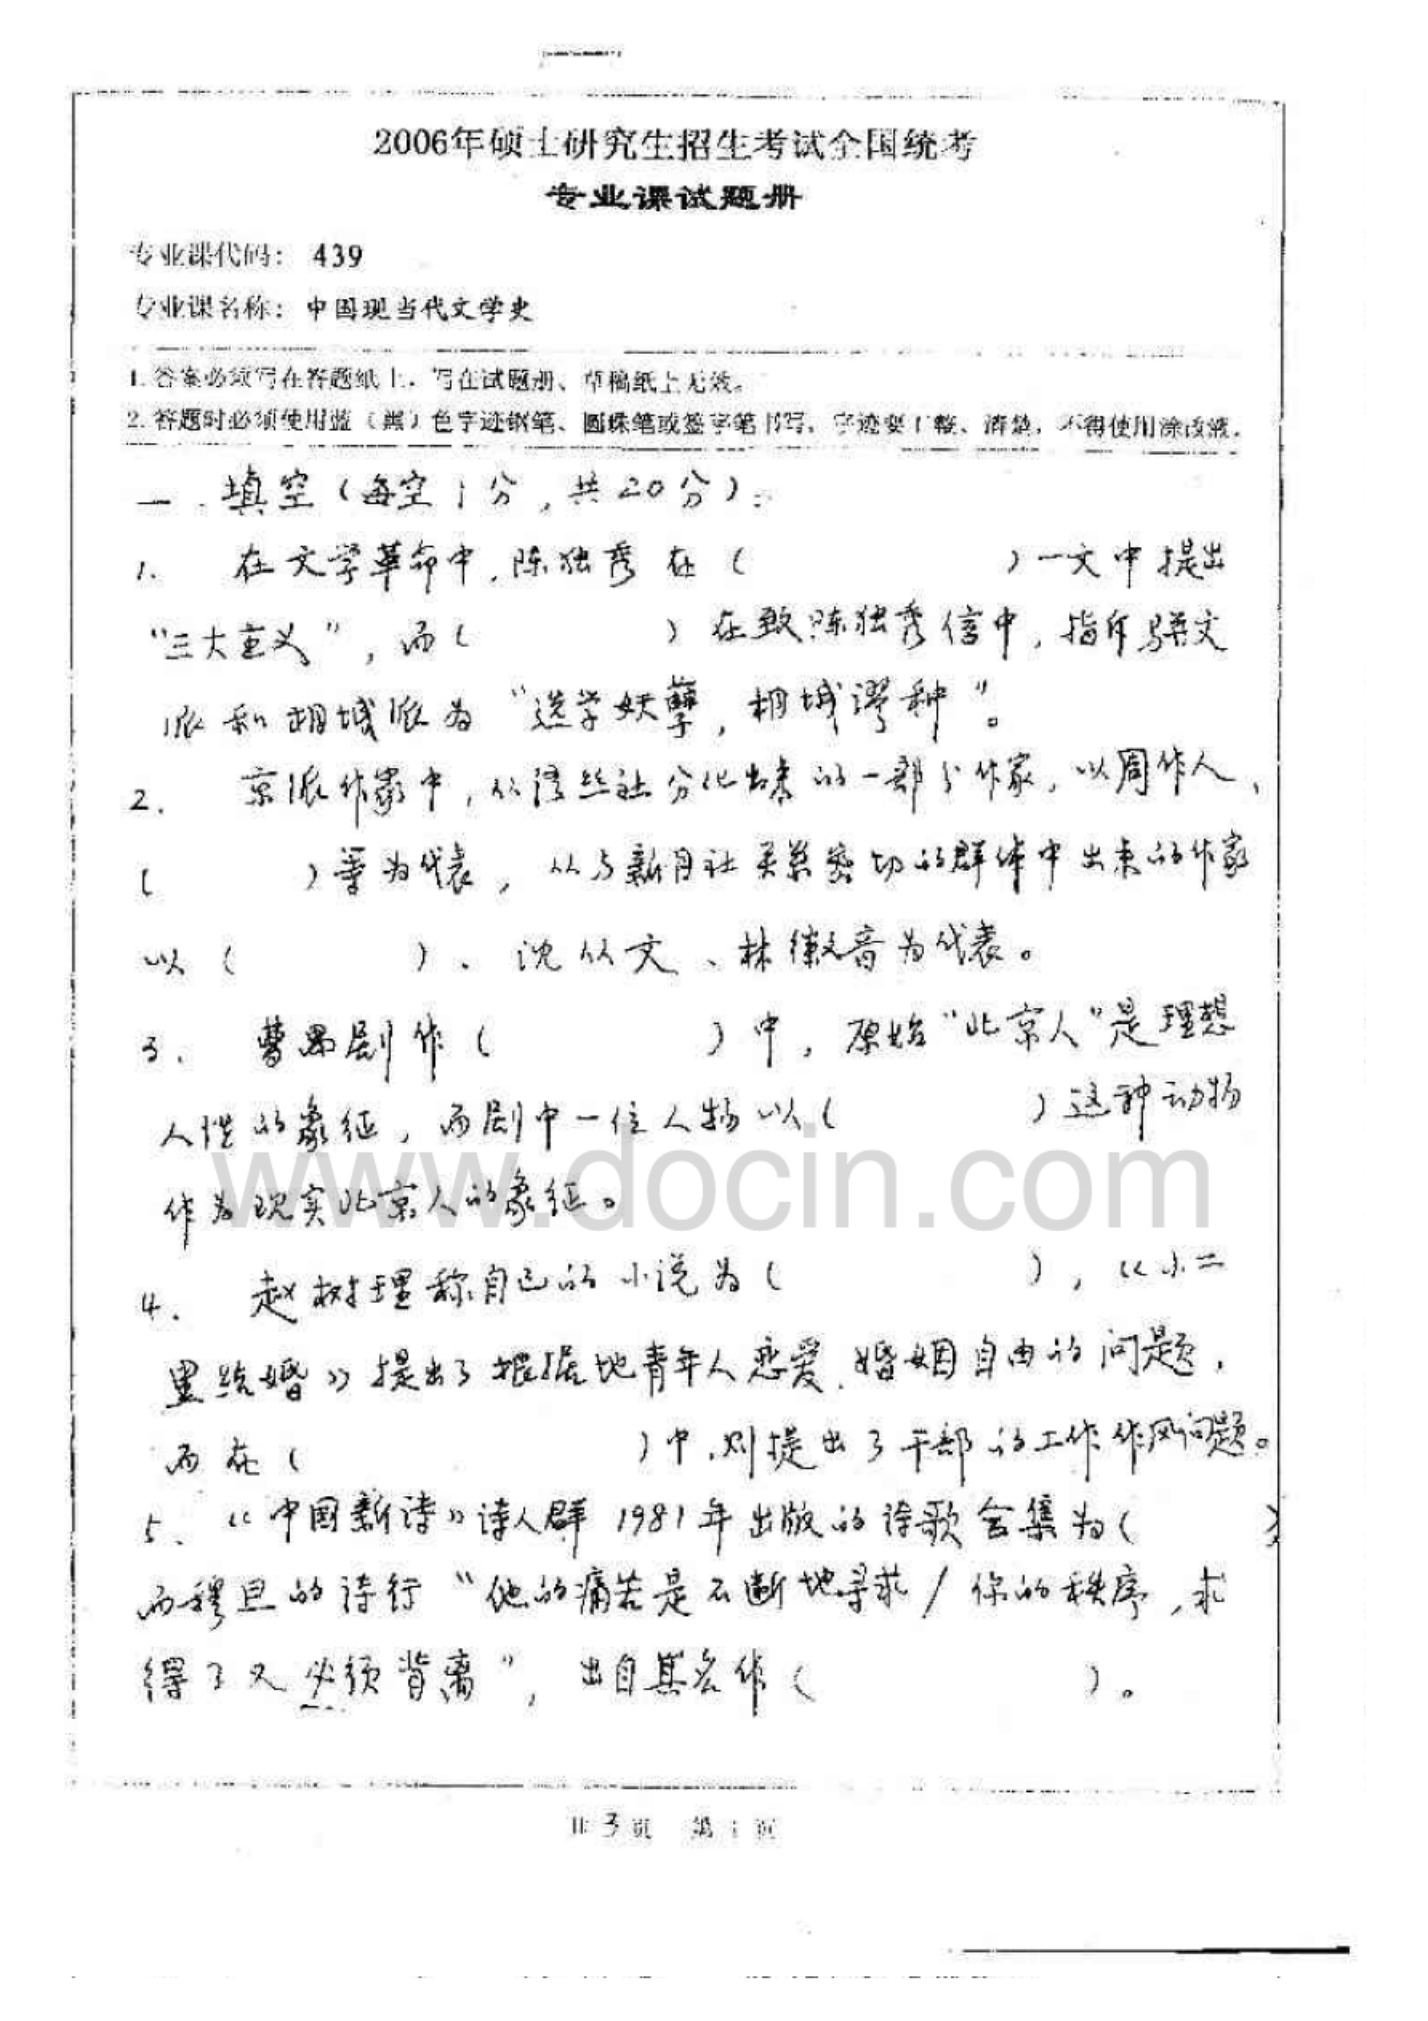 2006年硕士研究生招生考试全国统考
专业课试题册
专业课代码： 439
专业课名称：中国现当代文学史
1.答案必须写在答题纸上，写在试题册、草稿纸上无效。
2.答题时必须使用蓝（黑）色字迹钢笔、圆珠笔或签字笔书写，字迹要工整、清楚，不得使用涂改液。
一．填空（每空1分，共20分）：
1. 在文学革命中，陈独秀在（ ）一文中提出
“三大主义”，而（ ）在致陈独秀信中，指斥骈文
派和桐城派为“选学妖孽，桐城谬种”。
2. 京派作家中，从语丝社分化出来的一部分作家，以周作人、
（ ）等为代表，从与新月社关系密切的群体中出来的作家
以（ ）、沈从文、林徽音为代表。
3. 曹禺剧作（ ）中，原始“北京人”是理想
人性的象征，而剧中一位人物以（ ）这种动物
作为现实北京人的象征。
www.docin.com
4. 赵树理称自己的小说为（ ），《小二
黑结婚》提出了根据地青年人恋爱、婚姻自由的问题，
而在（ ）中，则提出了干部的工作作风问题。
5. 《中国新诗》诗人群1981年出版的诗歌合集为（ ）
而穆旦的诗行“他的痛苦是不断地寻求/你的秩序，求
得了又必须背离”，出自其名作（ ）。
共3页 第1页